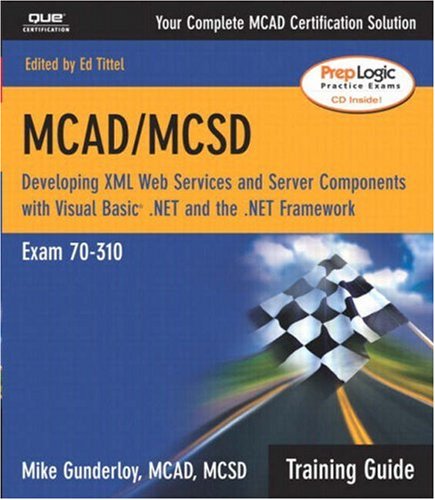 QUE®
CERTIFICATION
Your Complete MCAD Certification Solution
Edited by Ed Tittel
PrepLogic
Practice Exams
CD Inside!
MCAD/MCSD
Developing XML Web Services and Server Components
with Visual Basic® .NET and the .NET Framework
Exam 70-310
Mike Gunderloy, MCAD, MCSD
Training Guide